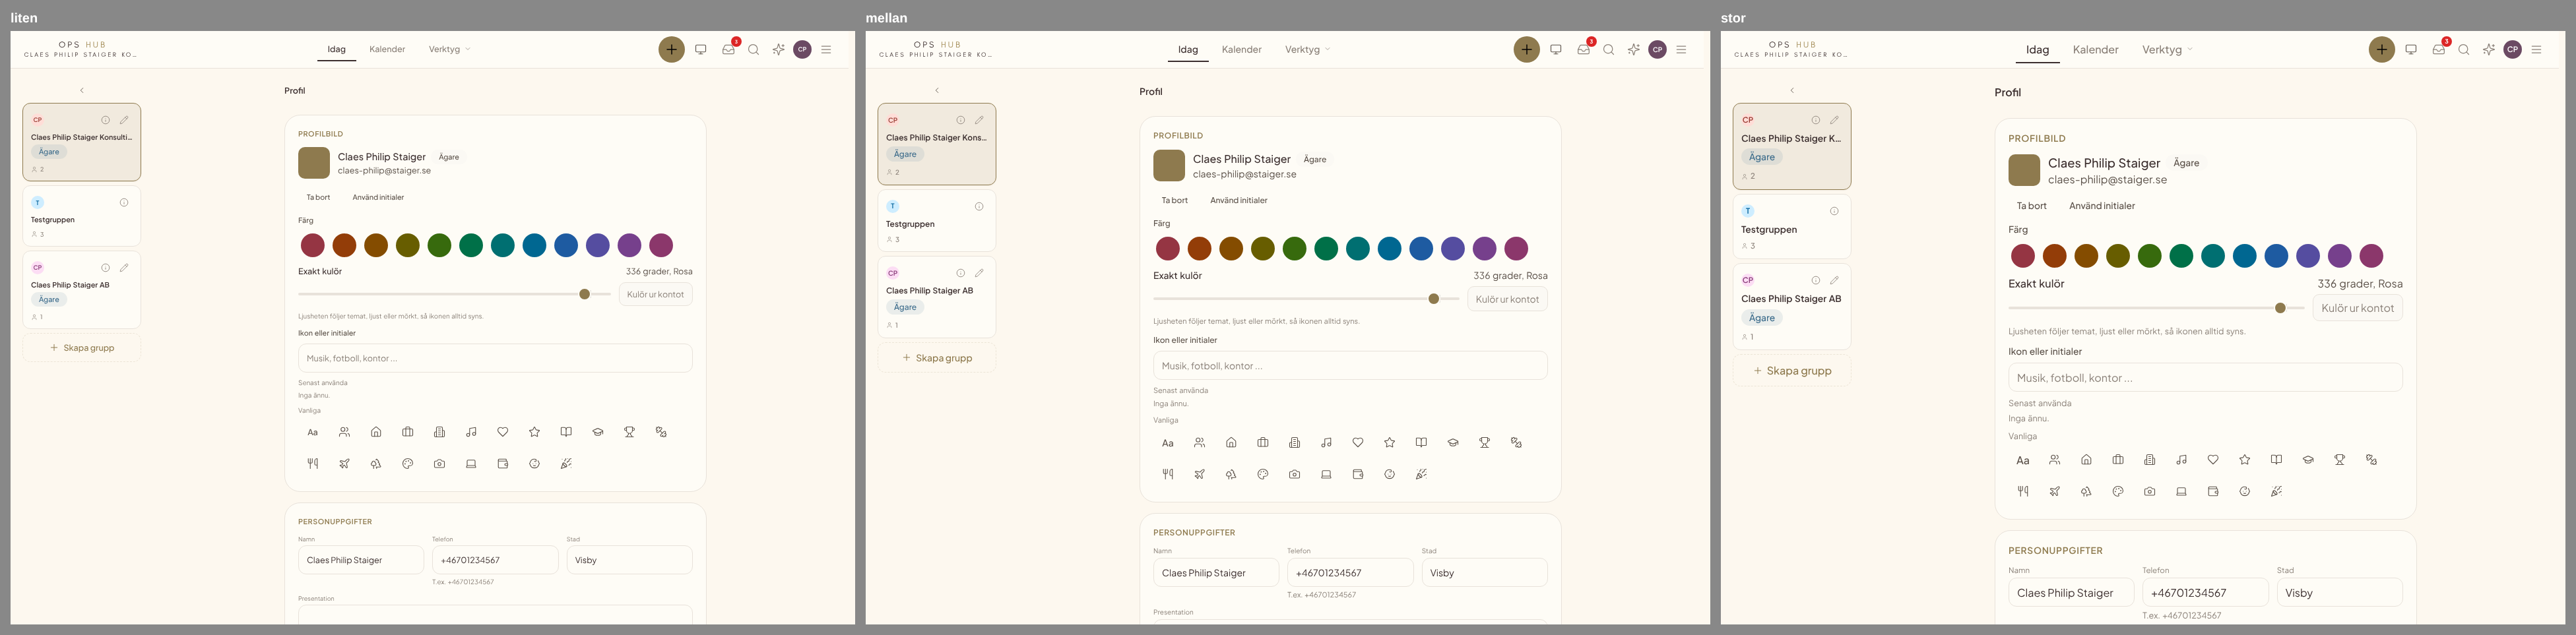 liten
OPS HUB
CLAES PHILIP STAIGER KO...
Idag Kalender Verktyg
3
CP
Profil
CP
Claes Philip Staiger Konsulti...
Ägare
2
T
Testgruppen
3
CP
Claes Philip Staiger AB
Ägare
1
+ Skapa grupp
PROFILBILD
Claes Philip Staiger Ägare
claes-philip@staiger.se
Ta bort Använd initialer
Färg
Exakt kulör 336 grader, Rosa
Kulör ur kontot
Ljusheten följer temat, ljust eller mörkt, så ikonen alltid syns.
Ikon eller initialer
Musik, fotboll, kontor ...
Senast använda
Inga ännu.
Vanliga
Aa
PERSONUPPGIFTER
Namn Telefon Stad
Claes Philip Staiger +46701234567 Visby
T.ex. +46701234567
Presentation
mellan
OPS HUB
CLAES PHILIP STAIGER KO...
Idag Kalender Verktyg
3
CP
Profil
CP
Claes Philip Staiger Kons...
Ägare
2
T
Testgruppen
3
CP
Claes Philip Staiger AB
Ägare
1
+ Skapa grupp
PROFILBILD
Claes Philip Staiger Ägare
claes-philip@staiger.se
Ta bort Använd initialer
Färg
Exakt kulör 336 grader, Rosa
Kulör ur kontot
Ljusheten följer temat, ljust eller mörkt, så ikonen alltid syns.
Ikon eller initialer
Musik, fotboll, kontor ...
Senast använda
Inga ännu.
Vanliga
Aa
PERSONUPPGIFTER
Namn Telefon Stad
Claes Philip Staiger +46701234567 Visby
T.ex. +46701234567
Presentation
stor
OPS HUB
CLAES PHILIP STAIGER KO...
Idag Kalender Verktyg
3
CP
Profil
CP
Claes Philip Staiger K...
Ägare
2
T
Testgruppen
3
CP
Claes Philip Staiger AB
Ägare
1
+ Skapa grupp
PROFILBILD
Claes Philip Staiger Ägare
claes-philip@staiger.se
Ta bort Använd initialer
Färg
Exakt kulör 336 grader, Rosa
Kulör ur kontot
Ljusheten följer temat, ljust eller mörkt, så ikonen alltid syns.
Ikon eller initialer
Musik, fotboll, kontor ...
Senast använda
Inga ännu.
Vanliga
Aa
PERSONUPPGIFTER
Namn Telefon Stad
Claes Philip Staiger +46701234567 Visby
T.ex. +46701234567